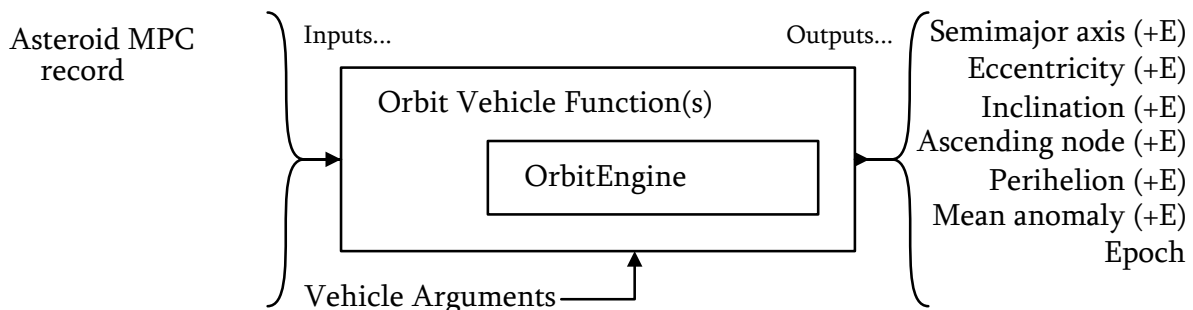 Asteroid MPC
record
Inputs...
Outputs...
Orbit Vehicle Function(s)
OrbitEngine
Vehicle Arguments
Semimajor axis (+E)
Eccentricity (+E)
Inclination (+E)
Ascending node (+E)
Perihelion (+E)
Mean anomaly (+E)
Epoch